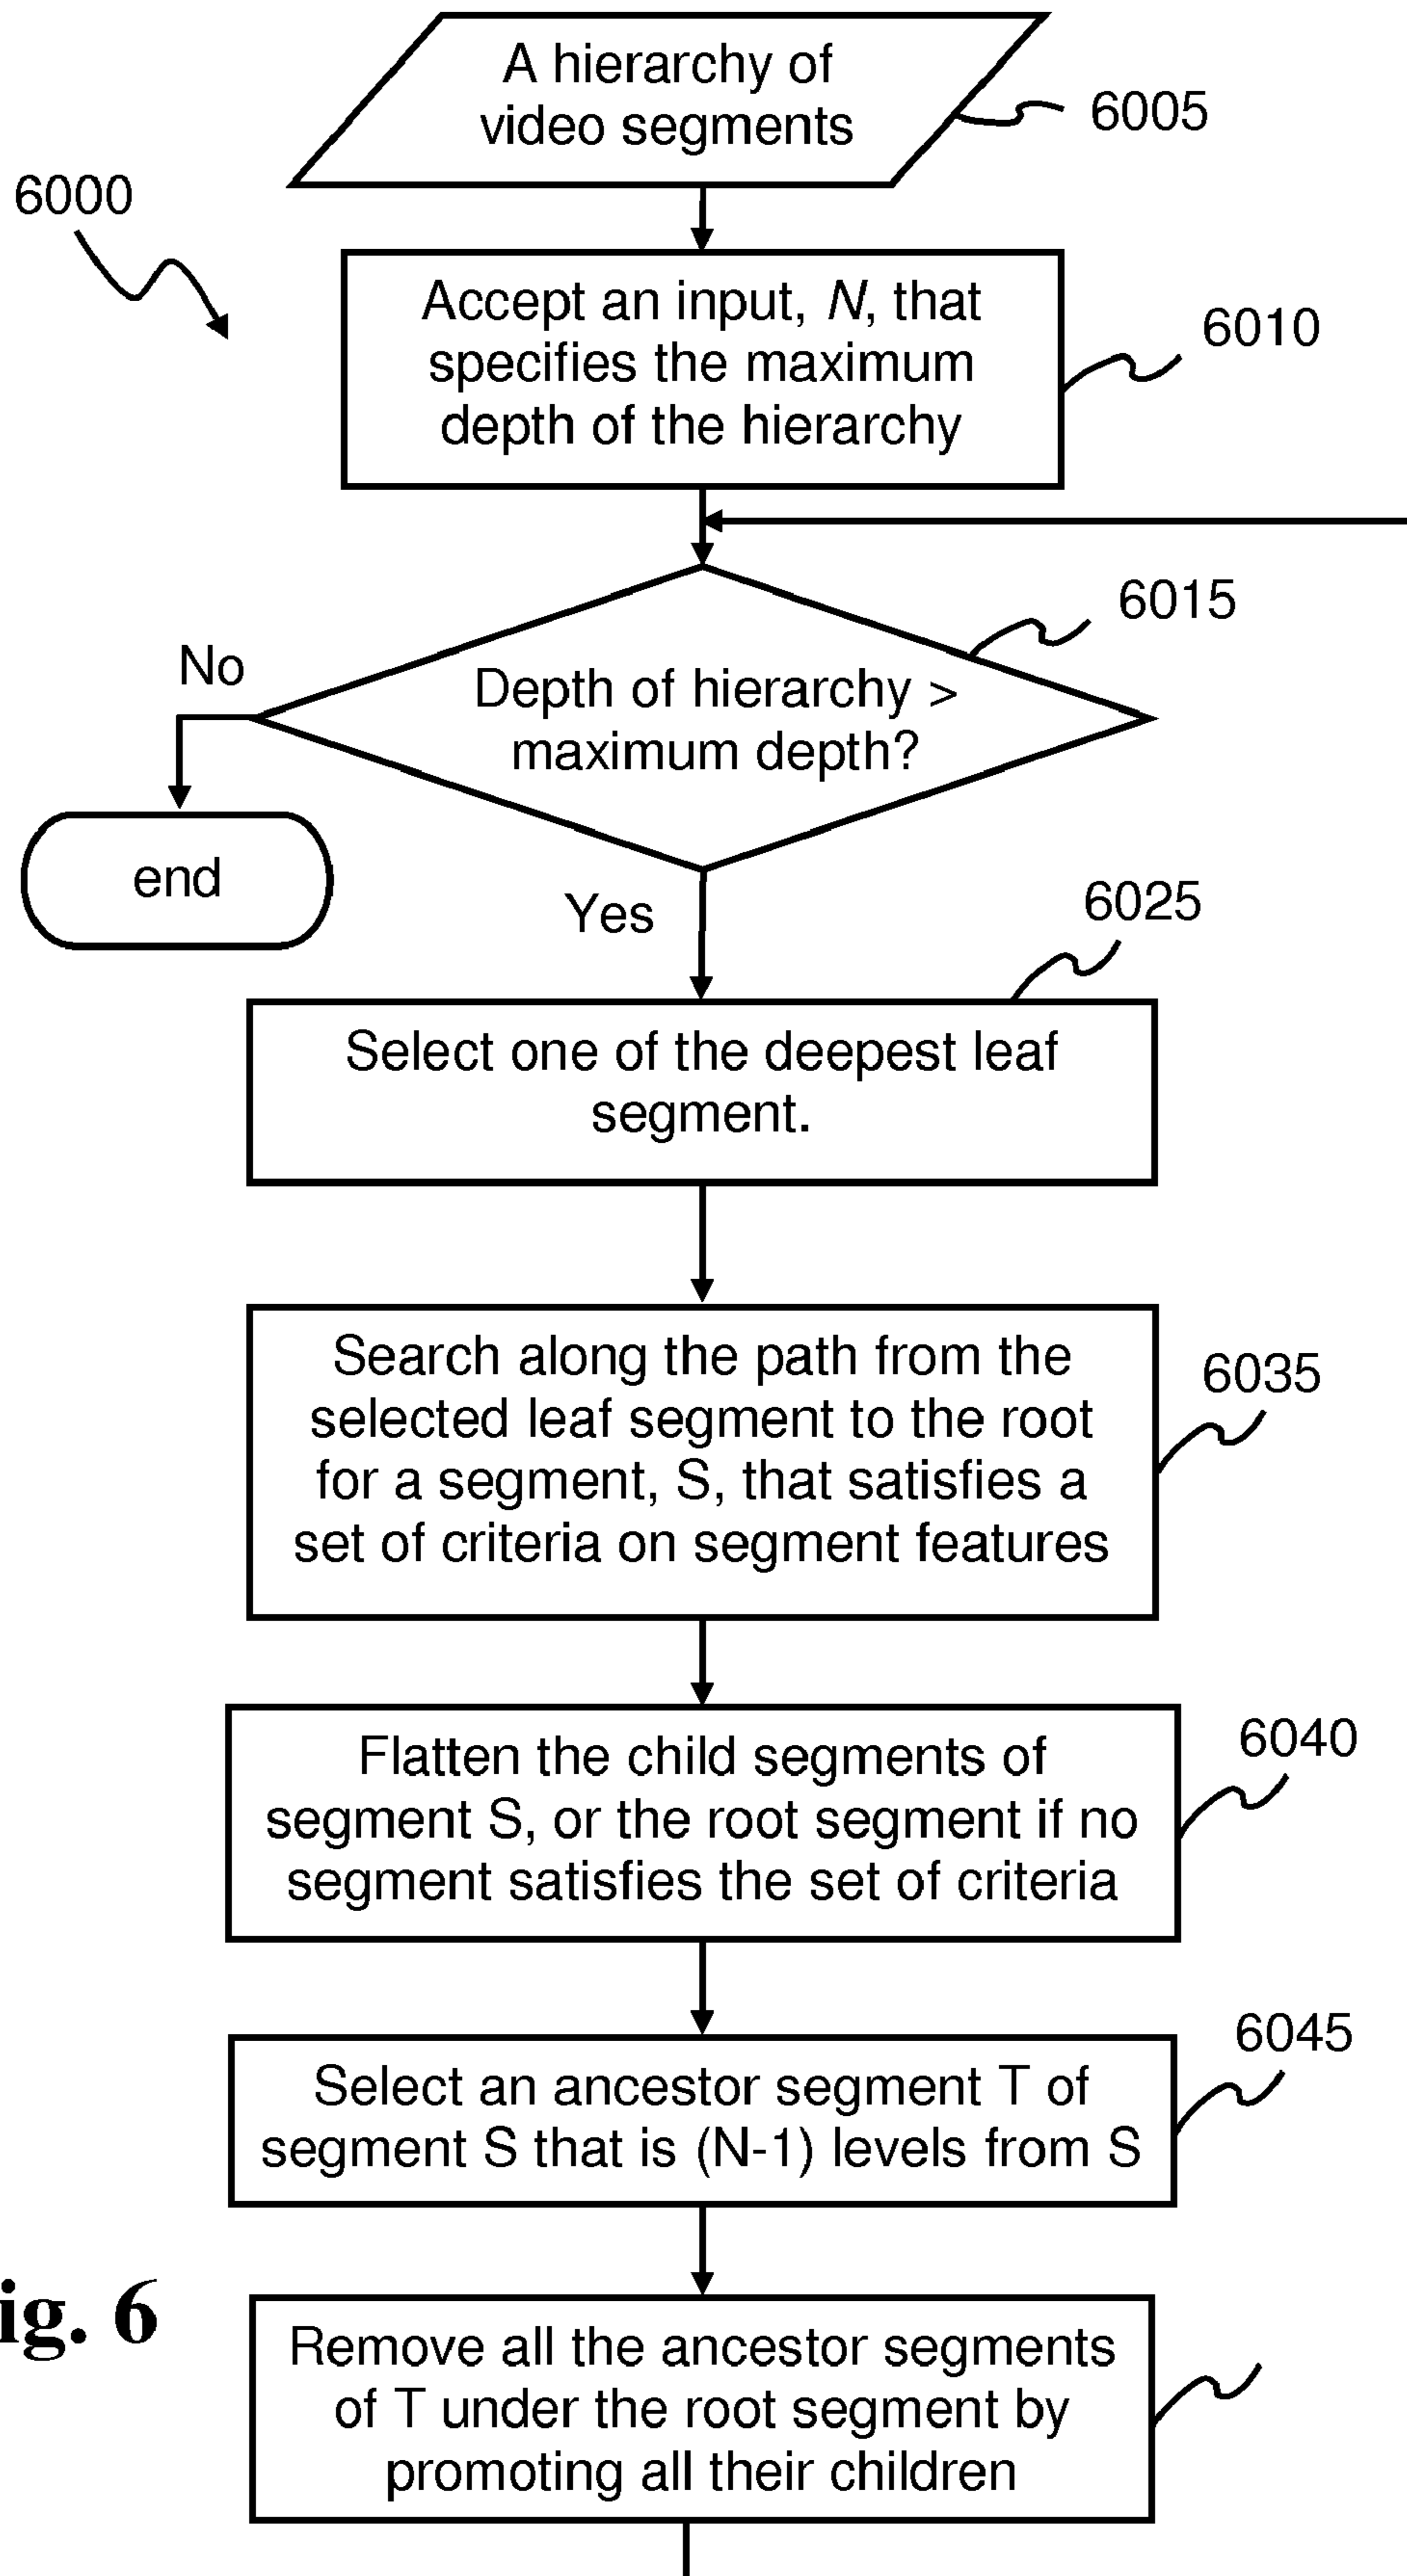 A hierarchy of
video segments
6005
6000
Accept an input, N, that
specifies the maximum
depth of the hierarchy
6010
6015
No
Depth of hierarchy >
maximum depth?
end
Yes
6025
Select one of the deepest leaf
segment.
Search along the path from the
selected leaf segment to the root
for a segment, S, that satisfies a
set of criteria on segment features
6035
Flatten the child segments of
segment S, or the root segment if no
segment satisfies the set of criteria
6040
6045
Select an ancestor segment T of
segment S that is (N-1) levels from S
ig. 6
Remove all the ancestor segments
of T under the root segment by
promoting all their children